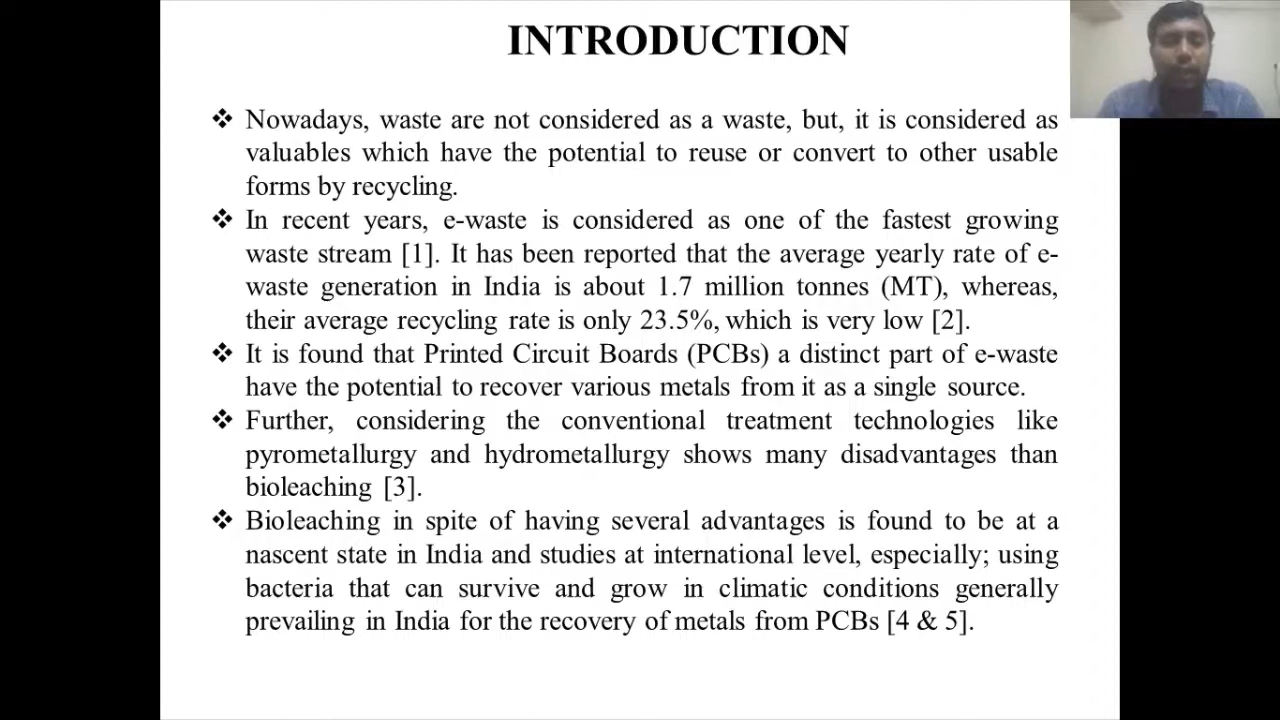 INTRODUCTION
❖ Nowadays, waste are not considered as a waste, but, it is considered as
valuables which have the potential to reuse or convert to other usable
forms by recycling.
❖ In recent years, e-waste is considered as one of the fastest growing
waste stream [1]. It has been reported that the average yearly rate of e-
waste generation in India is about 1.7 million tonnes (MT), whereas,
their average recycling rate is only 23.5%, which is very low [2].
❖ It is found that Printed Circuit Boards (PCBs) a distinct part of e-waste
have the potential to recover various metals from it as a single source.
❖ Further, considering the conventional treatment technologies like
pyrometallurgy and hydrometallurgy shows many disadvantages than
bioleaching [3].
❖ Bioleaching in spite of having several advantages is found to be at a
nascent state in India and studies at international level, especially; using
bacteria that can survive and grow in climatic conditions generally
prevailing in India for the recovery of metals from PCBs [4 & 5].